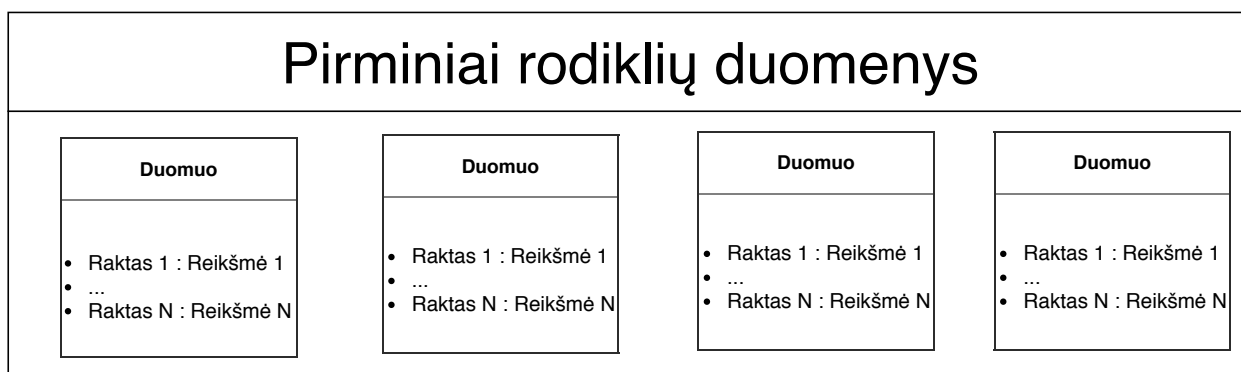 Pirminiai rodiklių duomenys
Duomuo
• Raktas 1 : Reikšmė 1
• ...
• Raktas N : Reikšmė N
Duomuo
• Raktas 1 : Reikšmė 1
• ...
• Raktas N : Reikšmė N
Duomuo
• Raktas 1 : Reikšmė 1
• ...
• Raktas N : Reikšmė N
Duomuo
• Raktas 1 : Reikšmė 1
• ...
• Raktas N : Reikšmė N